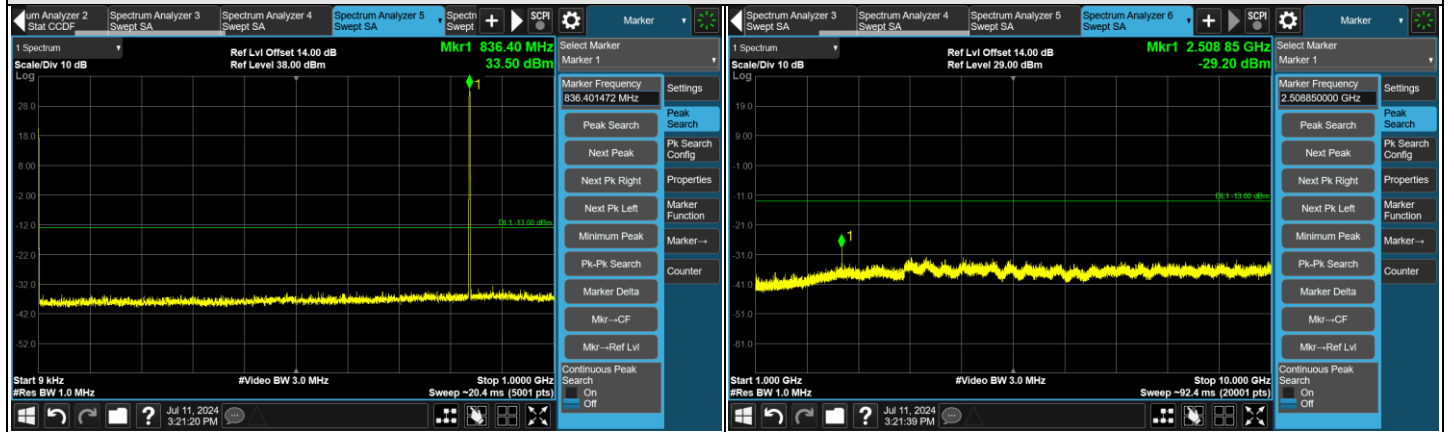 um Analyzer 2
Stat CCDF
Spectrum Analyzer 3
Swept SA
Spectrum Analyzer 4
Swept SA
Spectrum Analyzer 5
Swept SA
Spectr
Swept
SCPI
Marker
1 Spectrum
Scale/Div 10 dB
Log
Ref Lvl Offset 14.00 dB
Ref Level 38.00 dBm
Mkr1 836.40 MHz
33.50 dBm
1
28.0
18.0
8.00
-2.00
-12.0
-22.0
-32.0
-42.0
-52.0
DL1 -13.00 dBm
Start 9 kHz
#Res BW 1.0 MHz
#Video BW 3.0 MHz
Stop 1.0000 GHz
Sweep ~20.4 ms (5001 pts)
Select Marker
Marker 1
Marker Frequency
836.401472 MHz
Peak Search
Next Peak
Next Pk Right
Next Pk Left
Minimum Peak
Pk-Pk Search
Marker Delta
Mkr→CF
Mkr→Ref Lvl
Continuous Peak
Search
On
Off
Settings
Peak
Search
Pk Search
Config
Properties
Marker
Function
Marker→
Counter
?
Jul 11, 2024
3:21:20 PM
Spectrum Analyzer 3
Swept SA
Spectrum Analyzer 4
Swept SA
Spectrum Analyzer 5
Swept SA
Spectrum Analyzer 6
Swept SA
SCPI
Marker
1 Spectrum
Scale/Div 10 dB
Log
Ref Lvl Offset 14.00 dB
Ref Level 29.00 dBm
Mkr1 2.508 85 GHz
-29.20 dBm
1
19.0
9.00
-1.00
-11.0
-21.0
-31.0
-41.0
-51.0
-61.0
DL1 -13.00 dBm
Start 1.000 GHz
#Res BW 1.0 MHz
#Video BW 3.0 MHz
Stop 10.000 GHz
Sweep ~92.4 ms (20001 pts)
Select Marker
Marker 1
Marker Frequency
2.508850000 GHz
Peak Search
Next Peak
Next Pk Right
Next Pk Left
Minimum Peak
Pk-Pk Search
Marker Delta
Mkr→CF
Mkr→Ref Lvl
Continuous Peak
Search
On
Off
Settings
Peak
Search
Pk Search
Config
Properties
Marker
Function
Marker→
Counter
?
Jul 11, 2024
3:21:39 PM